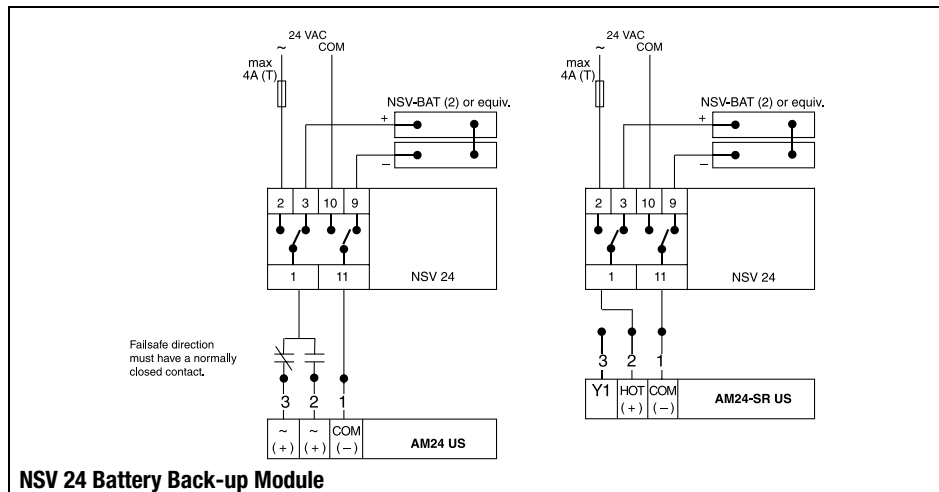 24 VAC
~ COM
max
4A (T)
NSV-BAT (2) or equiv.
+
–
2 3 10 9
1 11 NSV 24
Failsafe direction
must have a normally
closed contact.
3 2 1
~ ~ COM
(+) (+) (–)
AM24 US
24 VAC
~ COM
max
4A (T)
NSV-BAT (2) or equiv.
+
–
2 3 10 9
1 11 NSV 24
3 2 1
Y1 HOT COM
(+) (–)
AM24-SR US
NSV 24 Battery Back-up Module